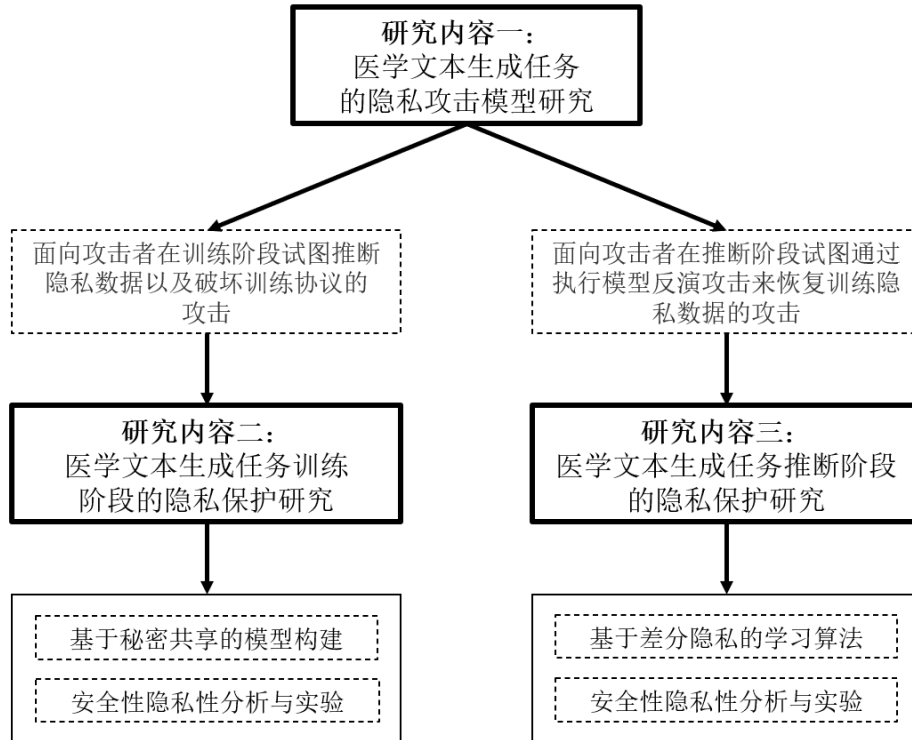 研究内容一：
医学文本生成任务
的隐私攻击模型研究
面向攻击者在训练阶段试图推断
隐私数据以及破坏训练协议的
攻击
面向攻击者在推断阶段试图通过
执行模型反演攻击来恢复训练隐
私数据的攻击
研究内容二：
医学文本生成任务训练
阶段的隐私保护研究
研究内容三：
医学文本生成任务推断阶段
的隐私保护研究
基于秘密共享的模型构建
安全性隐私性分析与实验
基于差分隐私的学习算法
安全性隐私性分析与实验